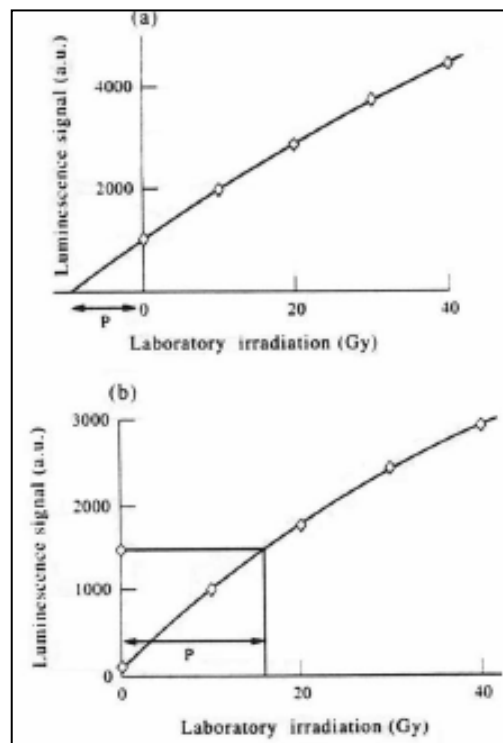 (a)
Luminescence signal (a.u.)
4000
2000
0
20
40
P
Laboratory irradiation (Gy)
(b)
Luminescence signal (a.u.)
3000
2000
1000
0
P
0
20
40
Laboratory irradiation (Gy)